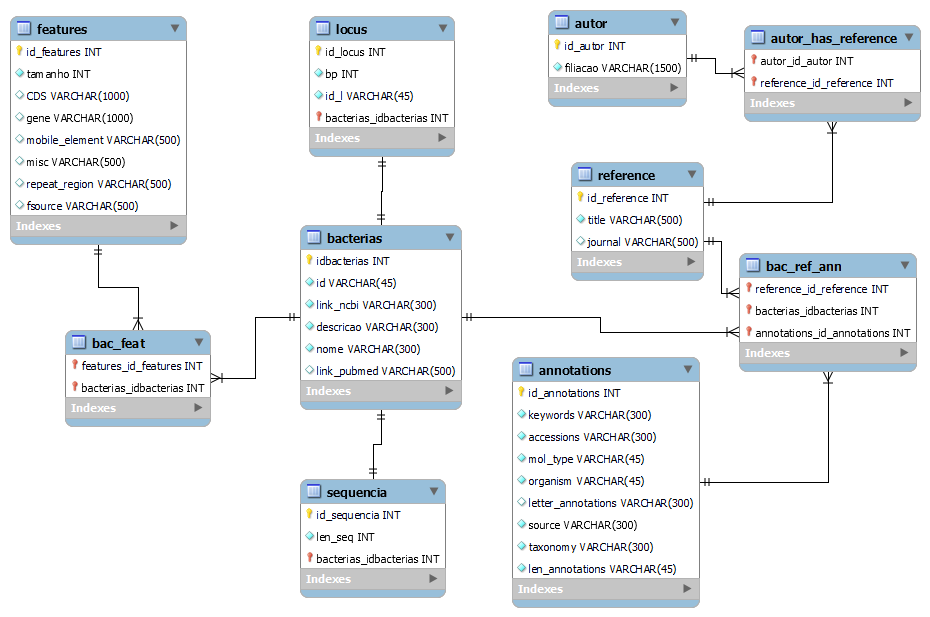 features
id_features INT
tamanho INT
CDS VARCHAR(1000)
gene VARCHAR(1000)
mobile_element VARCHAR(500)
misc VARCHAR(500)
repeat_region VARCHAR(500)
fsource VARCHAR(500)
Indexes
locus
id_locus INT
bp INT
id_l VARCHAR(45)
bacterias_idbacterias INT
Indexes
autor
id_autor INT
filiacao VARCHAR(1500)
Indexes
autor_has_reference
autor_id_autor INT
reference_id_reference INT
Indexes
reference
id_reference INT
title VARCHAR(500)
journal VARCHAR(500)
Indexes
bacterias
idbacterias INT
id VARCHAR(45)
link_ncbi VARCHAR(300)
descricao VARCHAR(300)
nome VARCHAR(300)
link_pubmed VARCHAR(500)
Indexes
bac_ref_ann
reference_id_reference INT
bacterias_idbacterias INT
annotations_id_annotations INT
Indexes
bac_feat
features_id_features INT
bacterias_idbacterias INT
Indexes
annotations
id_annotations INT
keywords VARCHAR(300)
accessions VARCHAR(300)
mol_type VARCHAR(45)
organism VARCHAR(45)
letter_annotations VARCHAR(300)
source VARCHAR(300)
taxonomy VARCHAR(300)
len_annotations VARCHAR(45)
Indexes
sequencia
id_sequencia INT
len_seq INT
bacterias_idbacterias INT
Indexes